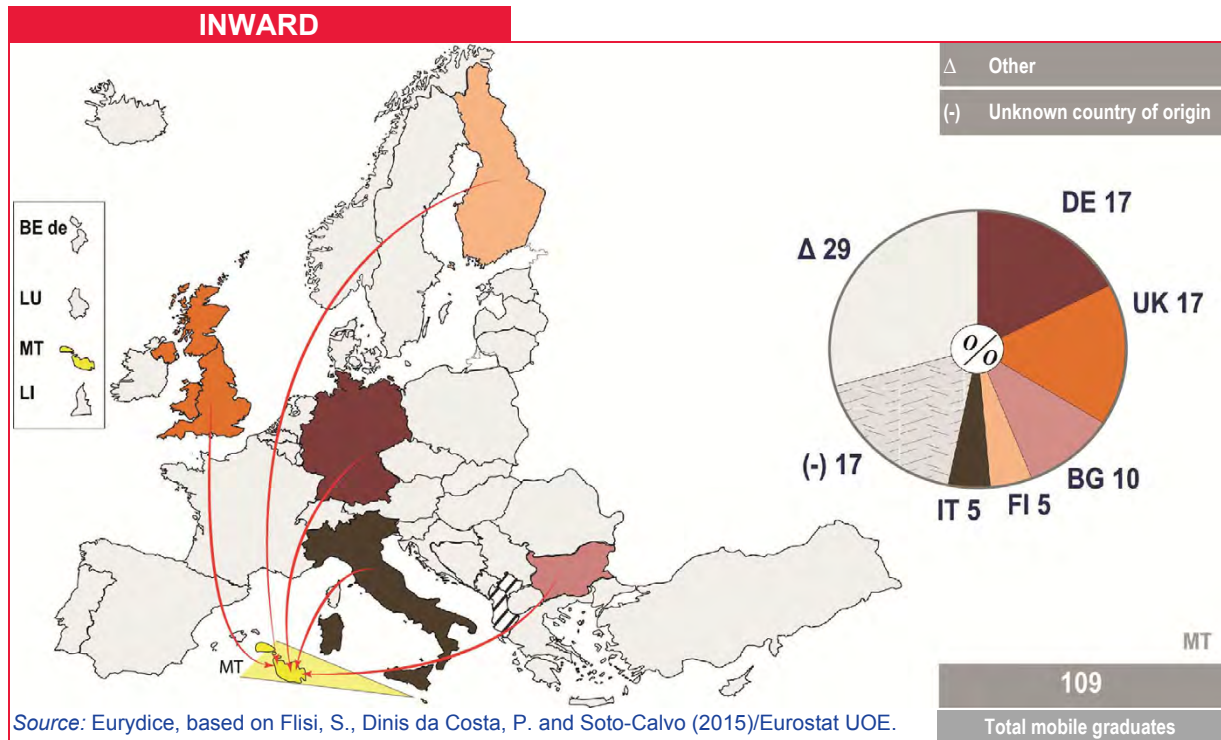 INWARD
Δ Other
(-) Unknown country of origin
BE de
LU
MT
LI
DE 17
Δ 29
UK 17
%
(-) 17
BG 10
FI 5
IT 5
MT
MT
109
Total mobile graduates
Source: Eurydice, based on Flisi, S., Dinis da Costa, P. and Soto-Calvo (2015)/Eurostat UOE.